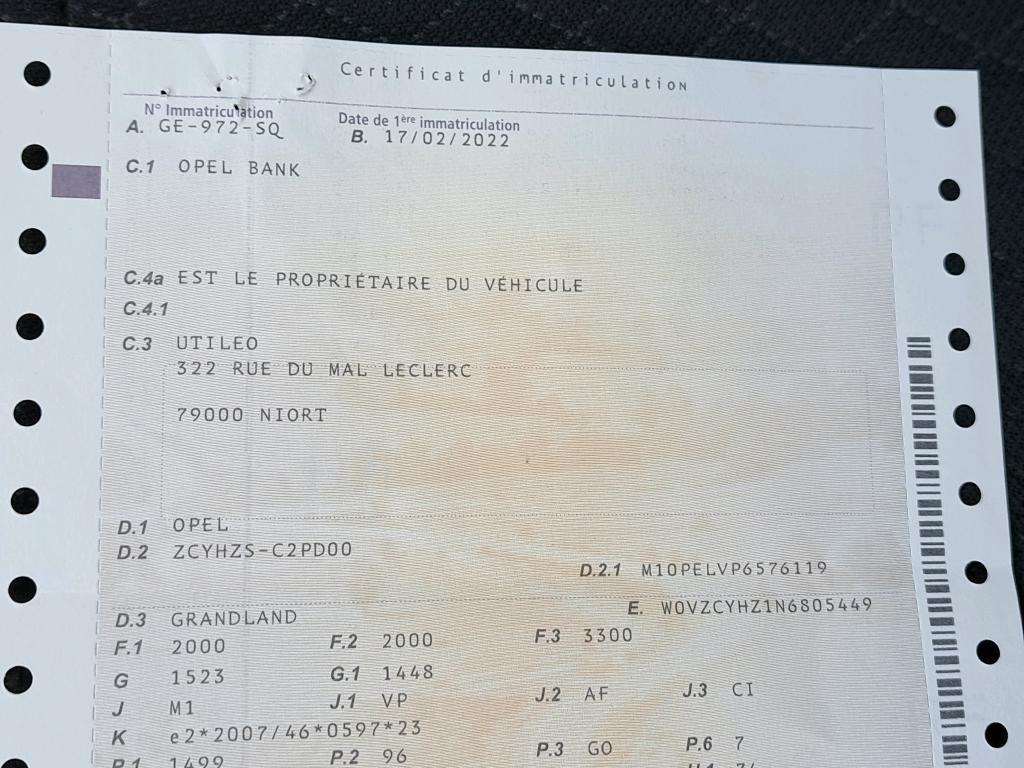 Certificat d'immatriculation
N° Immatriculation
Date de 1ère immatriculation
A. GE-972-SQ
B. 17/02/2022
C.1 OPEL BANK
C.4a EST LE PROPRIÉTAIRE DU VÉHICULE
C.4.1
C.3 UTILEO
322 RUE DU MAL LECLERC
79000 NIORT
D.1 OPEL
D.2 ZCYHZS-C2PD00
D.2.1 M10PELVP6576119
E. W0VZCYHZ1N6805449
D.3 GRANDLAND
F.1 2000 F.2 2000 F.3 3300
G 1523 G.1 1448
J M1 J.1 VP J.2 AF J.3 CI
K e2*2007/46*0597*23
P.1 1499 P.2 96 P.3 GO P.6 7